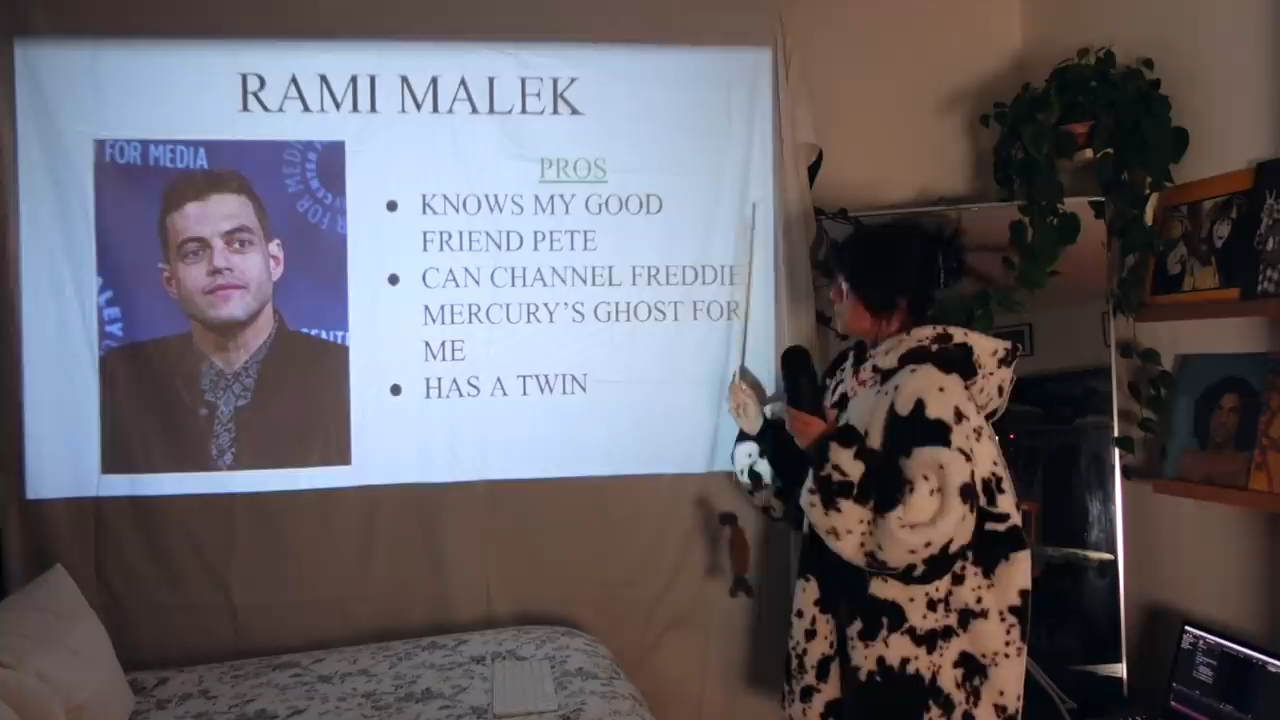 RAMI MALEK
FOR MEDIA
PROS
• KNOWS MY GOOD
FRIEND PETE
• CAN CHANNEL FREDDIE
MERCURY'S GHOST FOR
ME
• HAS A TWIN